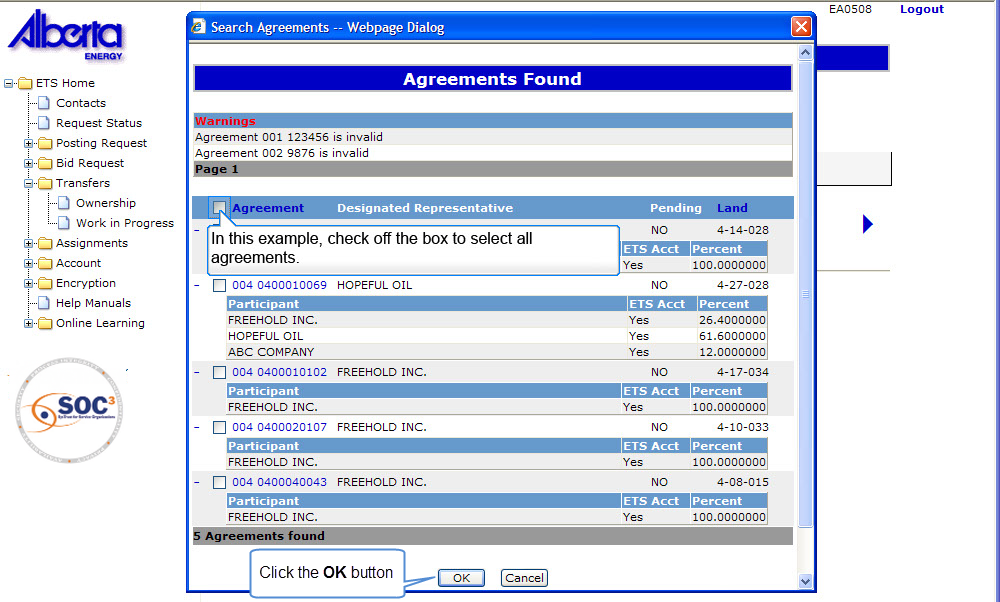 EA0508 Logout
Alberta
ENERGY
ETS Home
Contacts
Request Status
Posting Request
Bid Request
Transfers
Ownership
Work in Progress
Assignments
Account
Encryption
Help Manuals
Online Learning
SOC3
SysTrust for Service Organizations
Search Agreements -- Webpage Dialog
Agreements Found
Warnings
Agreement 001 123456 is invalid
Agreement 002 9876 is invalid
Page 1
Agreement Designated Representative Pending Land
- NO 4-14-028
In this example, check off the box to select all
agreements.
ETS Acct Percent
Yes 100.0000000
- 004 0400010069 HOPEFUL OIL NO 4-27-028
Participant ETS Acct Percent
FREEHOLD INC. Yes 26.4000000
HOPEFUL OIL Yes 61.6000000
ABC COMPANY Yes 12.0000000
- 004 0400010102 FREEHOLD INC. NO 4-17-034
Participant ETS Acct Percent
FREEHOLD INC. Yes 100.0000000
- 004 0400020107 FREEHOLD INC. NO 4-10-033
Participant ETS Acct Percent
FREEHOLD INC. Yes 100.0000000
- 004 0400040043 FREEHOLD INC. NO 4-08-015
Participant ETS Acct Percent
FREEHOLD INC. Yes 100.0000000
5 Agreements found
Click the OK button
OK Cancel